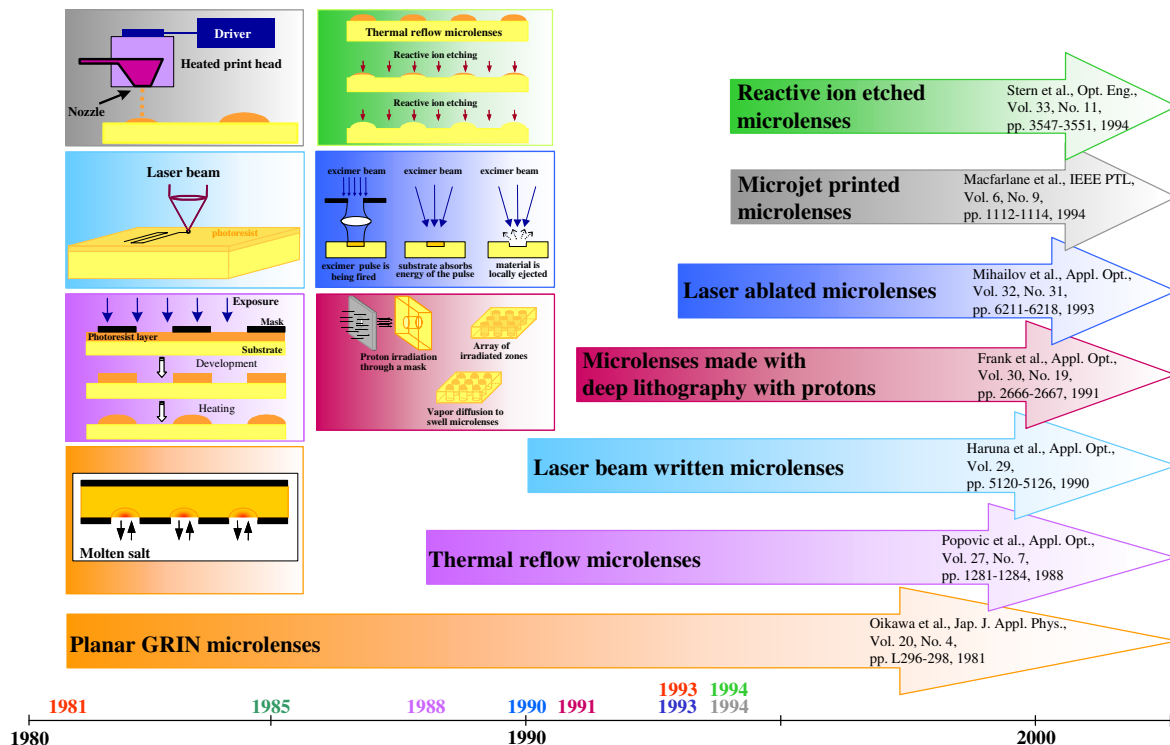 Driver
Heated print head
Nozzle
Thermal reflow microlenses
Reactive ion etching
Reactive ion etching
Laser beam
photoresist
excimer beam
excimer beam
excimer beam
excimer pulse is
being fired
substrate absorbs
energy of the pulse
material is
locally ejected
Exposure
Mask
Photoresist layer
Substrate
Development
Heating
Proton irradiation
through a mask
Array of
irradiated zones
Vapor diffusion to
swell microlenses
Molten salt
Reactive ion etched
microlenses
Stern et al., Opt. Eng.,
Vol. 33, No. 11,
pp. 3547-3551, 1994
Microjet printed
microlenses
Macfarlane et al., IEEE PTL,
Vol. 6, No. 9,
pp. 1112-1114, 1994
Laser ablated microlenses
Mihailov et al., Appl. Opt.,
Vol. 32, No. 31,
pp. 6211-6218, 1993
Microlenses made with
deep lithography with protons
Frank et al., Appl. Opt.,
Vol. 30, No. 19,
pp. 2666-2667, 1991
Laser beam written microlenses
Haruna et al., Appl. Opt.,
Vol. 29,
pp. 5120-5126, 1990
Thermal reflow microlenses
Popovic et al., Appl. Opt.,
Vol. 27, No. 7,
pp. 1281-1284, 1988
Planar GRIN microlenses
Oikawa et al., Jap. J. Appl. Phys.,
Vol. 20, No. 4,
pp. L296-298, 1981
1993 1994
1981 1985 1988 1990 1991 1993 1994
1980 1990 2000